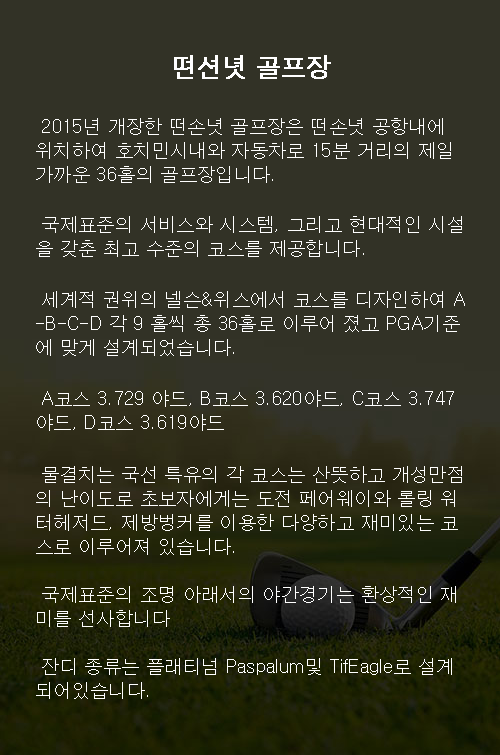 떤션넛 골프장
2015년 개장한 떤손넛 골프장은 떤손넛 공항내에
위치하여 호치민시내와 자동차로 15분 거리의 제일
가까운 36홀의 골프장입니다.
국제표준의 서비스와 시스템, 그리고 현대적인 시설
을 갖춘 최고 수준의 코스를 제공합니다.
세계적 권위의 넬슨&위스에서 코스를 디자인하여 A
-B-C-D 각 9 홀씩 총 36홀로 이루어 졌고 PGA기준
에 맞게 설계되었습니다.
A코스 3.729 야드, B코스 3.620야드, C코스 3.747
야드, D코스 3.619야드
물결치는 국선 특유의 각 코스는 산뜻하고 개성만점
의 난이도로 초보자에게는 도전 페어웨이와 롤링 워
터헤저드, 제방벙커를 이용한 다양하고 재미있는 코
스로 이루어져 있습니다.
국제표준의 조명 아래서의 야간경기는 환상적인 재
미를 선사합니다
잔디 종류는 플래티넘 Paspalum및 TifEagle로 설계
되어있습니다.